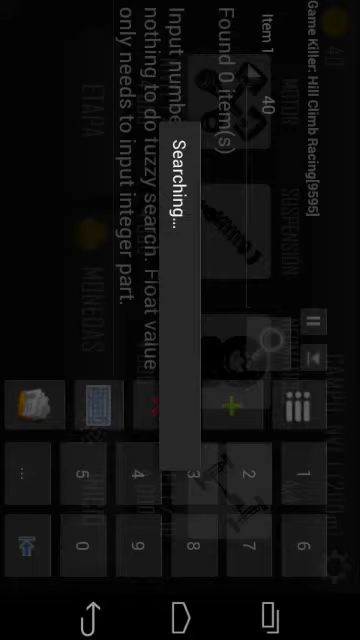 Game Killer: Hill Climb Racing[9595]
Item 1
40
Found 0 item(s)
Input numbe
nothing to do fuzzy search. Float value
only needs to input integer part.
Searching...
40
MOTOR
SUSPENSIÓN
ETAPA
MONEDAS
1 2 3 4 5 ...
6 7 8 9 0